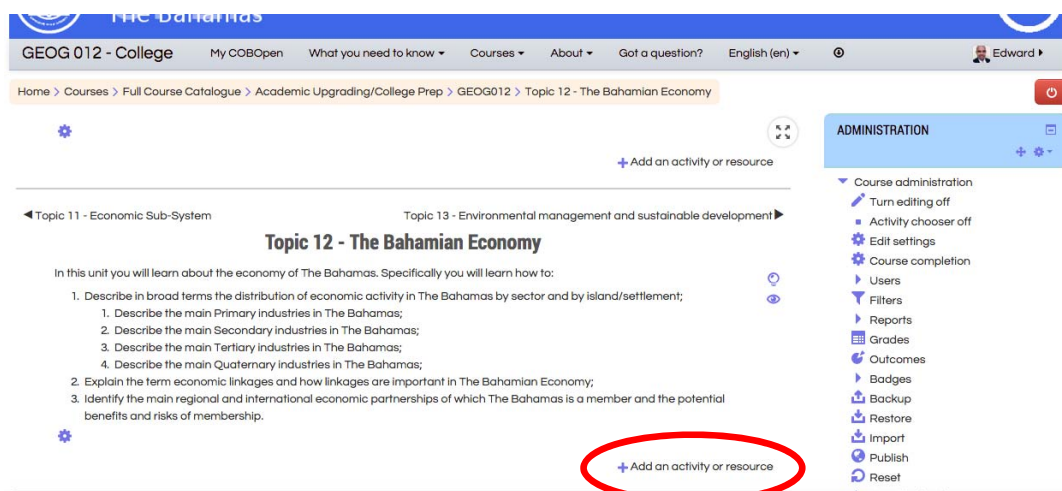 The Bahamas
GEOG 012 - College My COBOpen What you need to know Courses About Got a question? English (en) Edward
Home > Courses > Full Course Catalogue > Academic Upgrading/College Prep > GEOG012 > Topic 12 - The Bahamian Economy
Add an activity or resource
Topic 11 - Economic Sub-System Topic 13 - Environmental management and sustainable development
Topic 12 - The Bahamian Economy
In this unit you will learn about the economy of The Bahamas. Specifically you will learn how to:
1. Describe in broad terms the distribution of economic activity in The Bahamas by sector and by island/settlement;
1. Describe the main Primary industries in The Bahamas;
2. Describe the main Secondary industries in The Bahamas;
3. Describe the main Tertiary industries in The Bahamas;
4. Describe the main Quaternary industries in The Bahamas;
2. Explain the term economic linkages and how linkages are important in The Bahamian Economy;
3. Identify the main regional and international economic partnerships of which The Bahamas is a member and the potential
benefits and risks of membership.
Add an activity or resource
ADMINISTRATION
Course administration
Turn editing off
Activity chooser off
Edit settings
Course completion
Users
Filters
Reports
Grades
Outcomes
Badges
Backup
Restore
Import
Publish
Reset